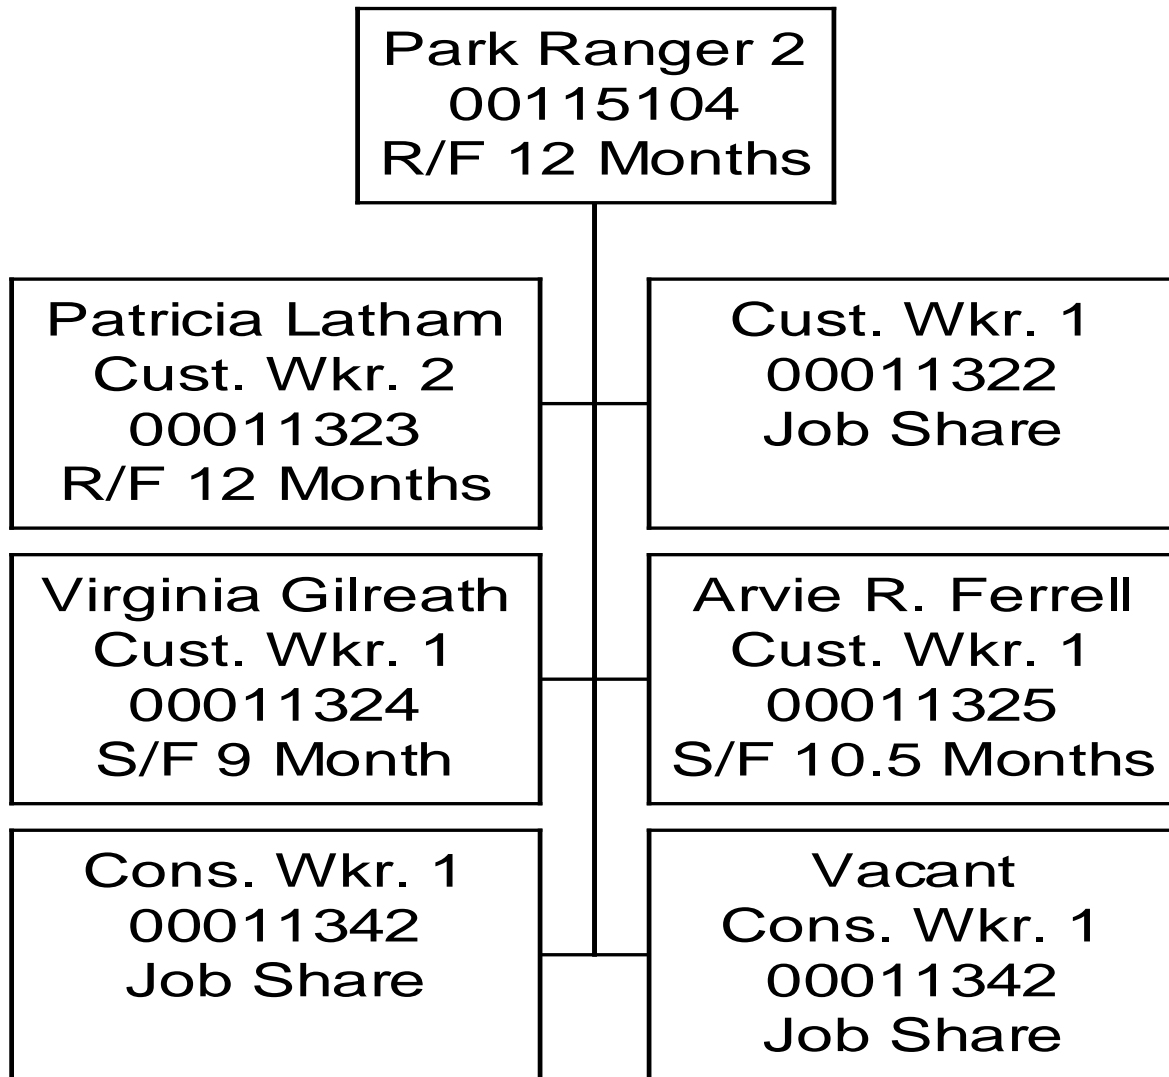 Park Ranger 2
00115104
R/F 12 Months
Patricia Latham
Cust. Wkr. 2
00011323
R/F 12 Months
Cust. Wkr. 1
00011322
Job Share
Virginia Gilreath
Cust. Wkr. 1
00011324
S/F 9 Month
Arvie R. Ferrell
Cust. Wkr. 1
00011325
S/F 10.5 Months
Cons. Wkr. 1
00011342
Job Share
Vacant
Cons. Wkr. 1
00011342
Job Share